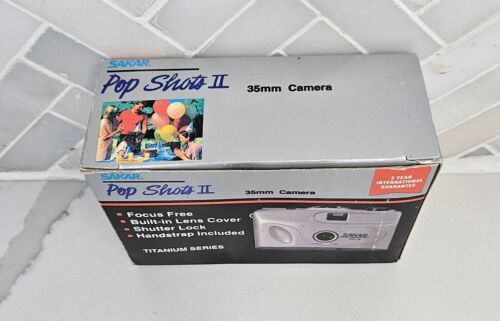 SAKAR
Pop Shots II
35mm Camera
SAKAR
Pop Shots II
35mm Camera
3 YEAR
INTERNATIONAL
GUARANTEE
• Focus Free
• Built-in Lens Cover
• Shutter Lock
• Handstrap Included
TITANIUM SERIES
SAKAR